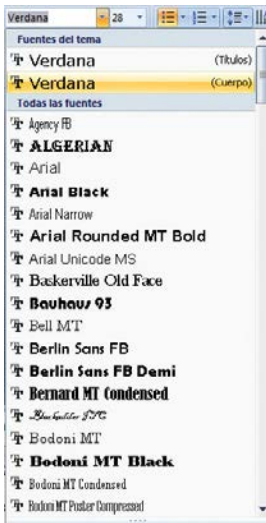 Verdana 28
Fuentes del tema
Verdana (Títulos)
Verdana (Cuerpo)
Todas las fuentes
Agency FB
ALGERIAN
Arial
Arial Black
Arial Narrow
Arial Rounded MT Bold
Arial Unicode MS
Baskerville Old Face
Bauhaus 93
Bell MT
Berlin Sans FB
Berlin Sans FB Demi
Bernard MT Condensed
Blackadder ITC
Bodoni MT
Bodoni MT Black
Bodoni MT Condensed
Bodoni MT Poster Compressed